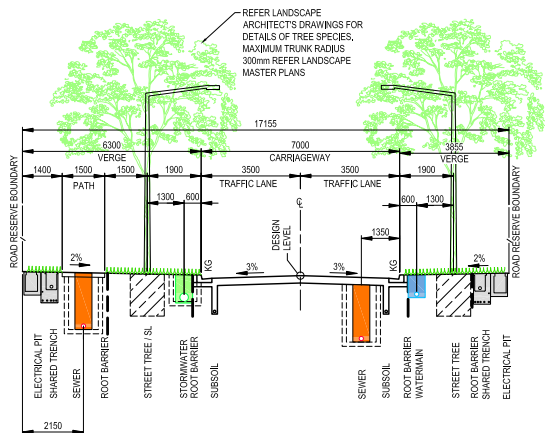 REFER LANDSCAPE
ARCHITECT'S DRAWINGS FOR
DETAILS OF TREE SPECIES,
MAXIMUM TRUNK RADIUS
300mm REFER LANDSCAPE
MASTER PLANS
17155
6300
7000
3855
VERGE
CARRIAGEWAY
VERGE
1400
1500
1500
1900
3500
3500
1900
PATH
TRAFFIC LANE
TRAFFIC LANE
1300
600
600
1300
1350
ROAD RESERVE BOUNDARY
KG
DESIGN
LEVEL
℄
KG
ROAD RESERVE BOUNDARY
2%
3%
3%
2%
ELECTRICAL PIT
SHARED TRENCH
SEWER
ROOT BARRIER
STREET TREE / SL
STORMWATER
ROOT BARRIER
SUBSOIL
SEWER
SUBSOIL
ROOT BARRIER
WATERMAIN
STREET TREE
ROOT BARRIER
SHARED TRENCH
ELECTRICAL PIT
2150